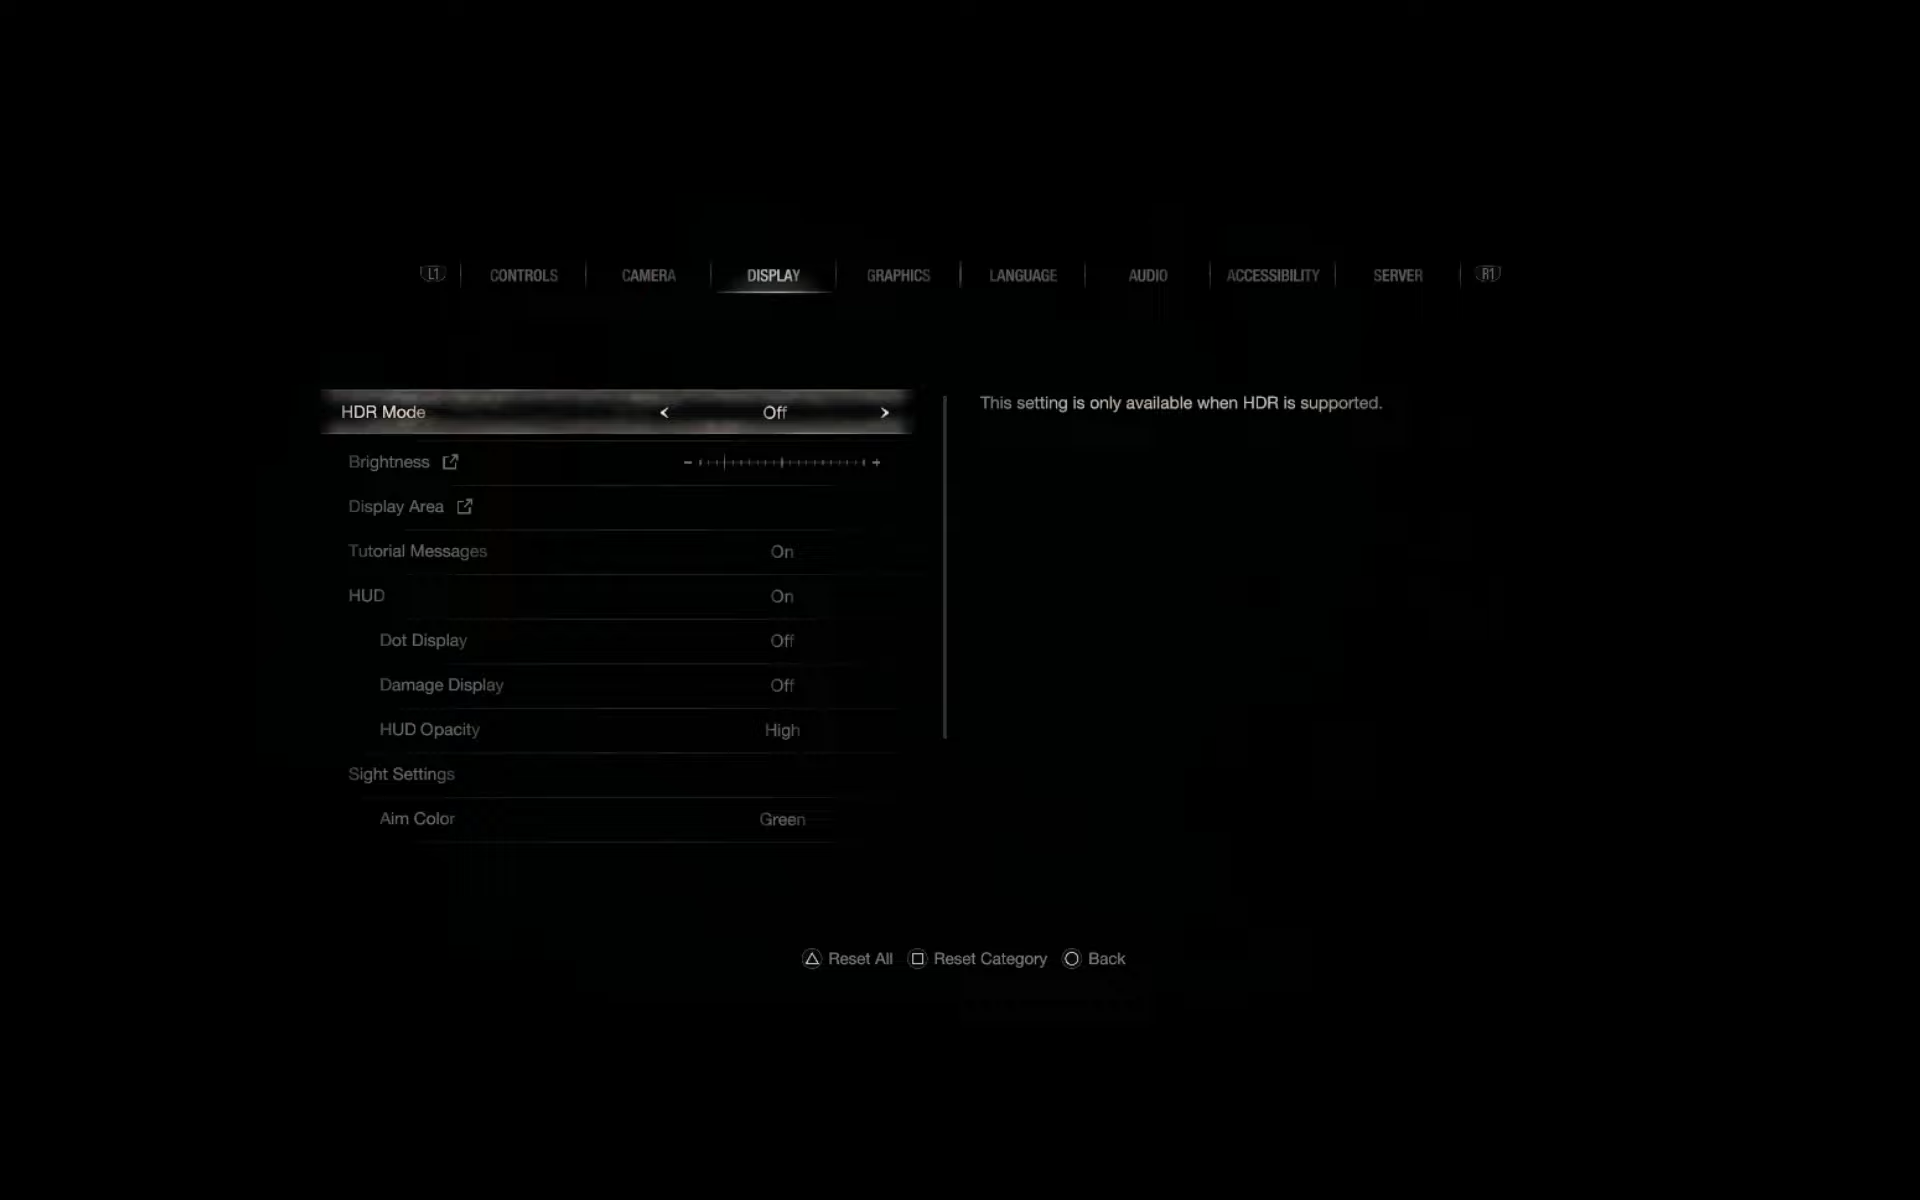 L1 CONTROLS CAMERA DISPLAY GRAPHICS LANGUAGE AUDIO ACCESSIBILITY SERVER R1
HDR Mode < Off >
This setting is only available when HDR is supported.
Brightness - +
Display Area
Tutorial Messages On
HUD On
Dot Display Off
Damage Display Off
HUD Opacity High
Sight Settings
Aim Color Green
Reset All Reset Category Back